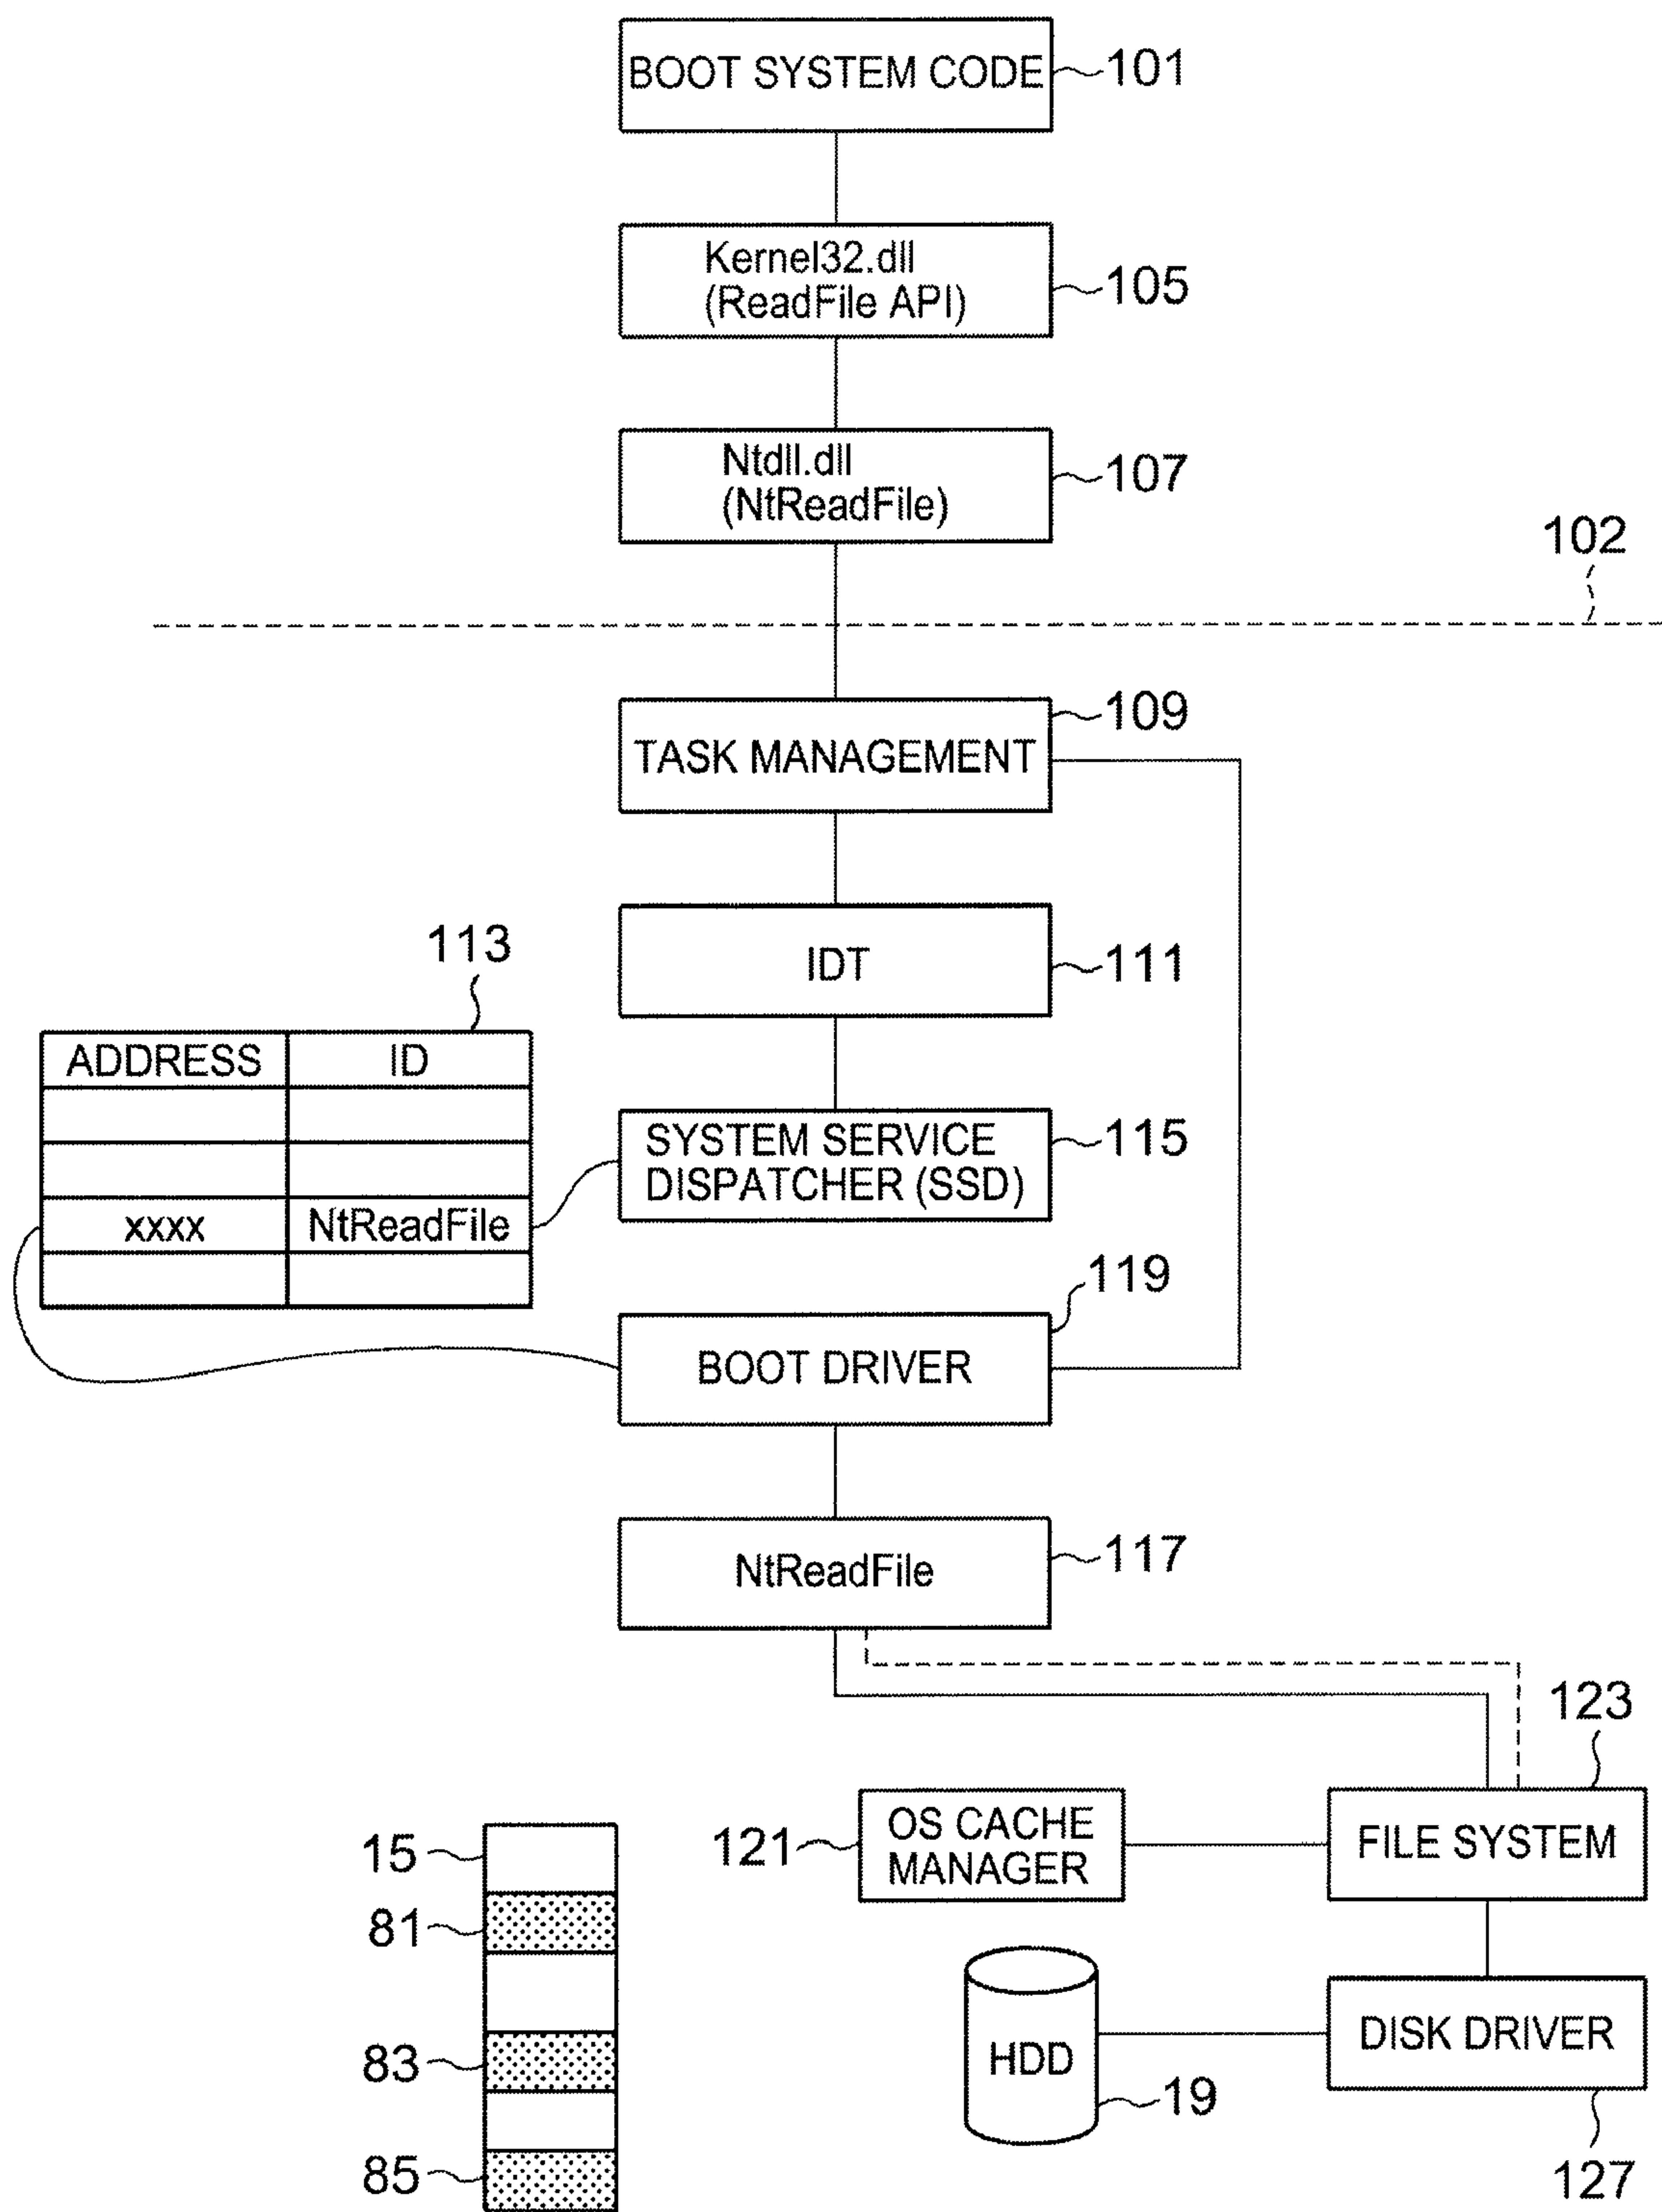 BOOT SYSTEM CODE 101
Kernel32.dll
(ReadFile API) 105
Ntdll.dll
(NtReadFile) 107
102
109
TASK MANAGEMENT
113
IDT 111
ADDRESS ID
SYSTEM SERVICE
DISPATCHER (SSD) 115
xxxx NtReadFile
119
BOOT DRIVER
NtReadFile 117
123
15
121 OS CACHE
MANAGER
FILE SYSTEM
81
83
HDD
DISK DRIVER
19
85
127